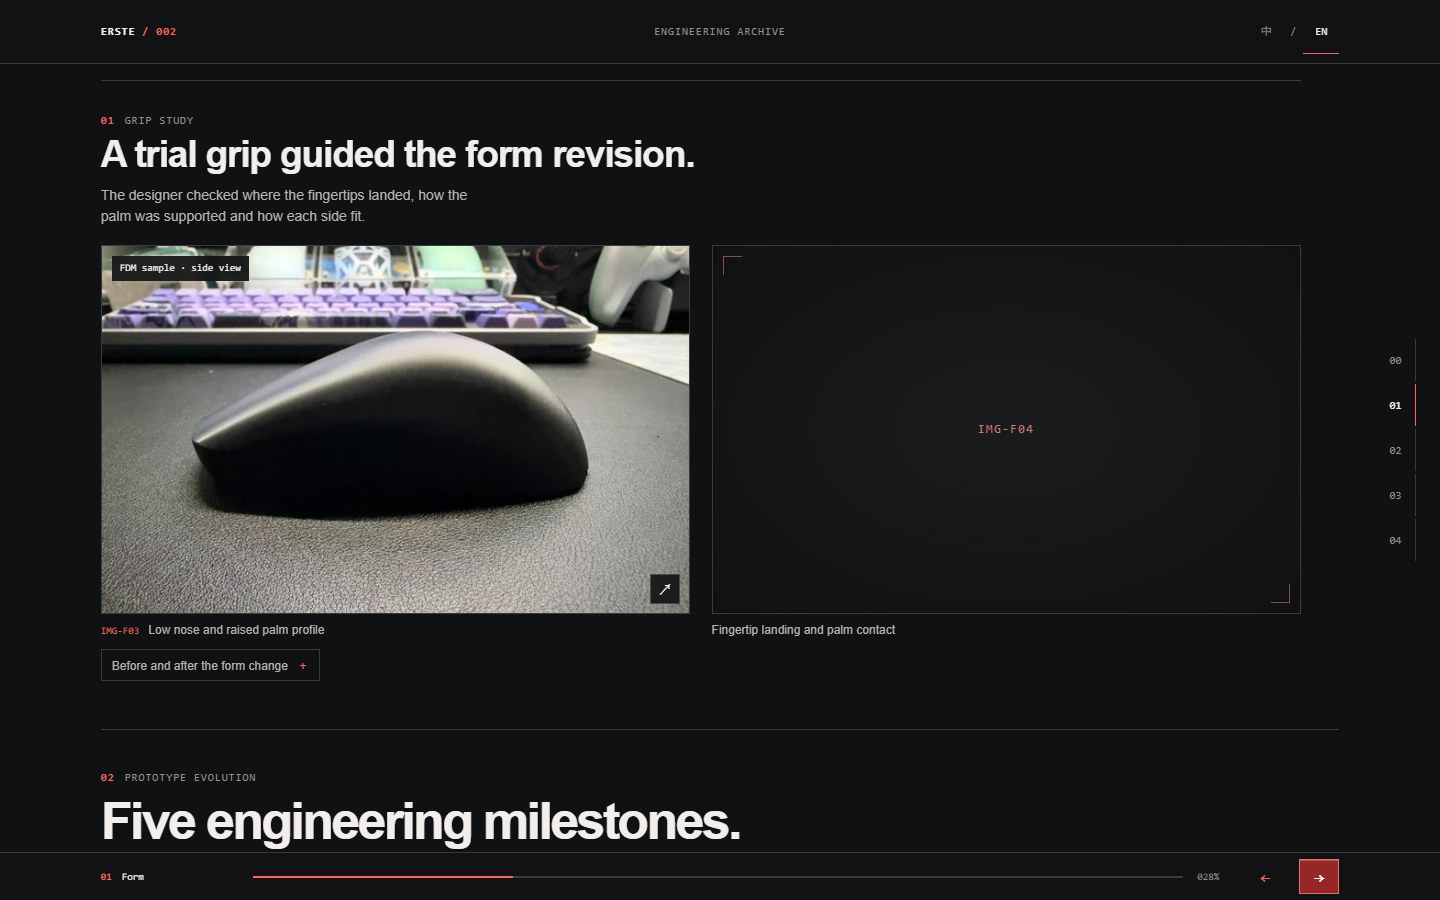 ERSTE / 002
ENGINEERING ARCHIVE
中 / EN
01 GRIP STUDY
A trial grip guided the form revision.
The designer checked where the fingertips landed, how the
palm was supported and how each side fit.
FDM sample · side view
IMG-F04
IMG-F03 Low nose and raised palm profile
Fingertip landing and palm contact
Before and after the form change +
00
01
02
03
04
02 PROTOTYPE EVOLUTION
Five engineering milestones.
01 Form
028%
← →